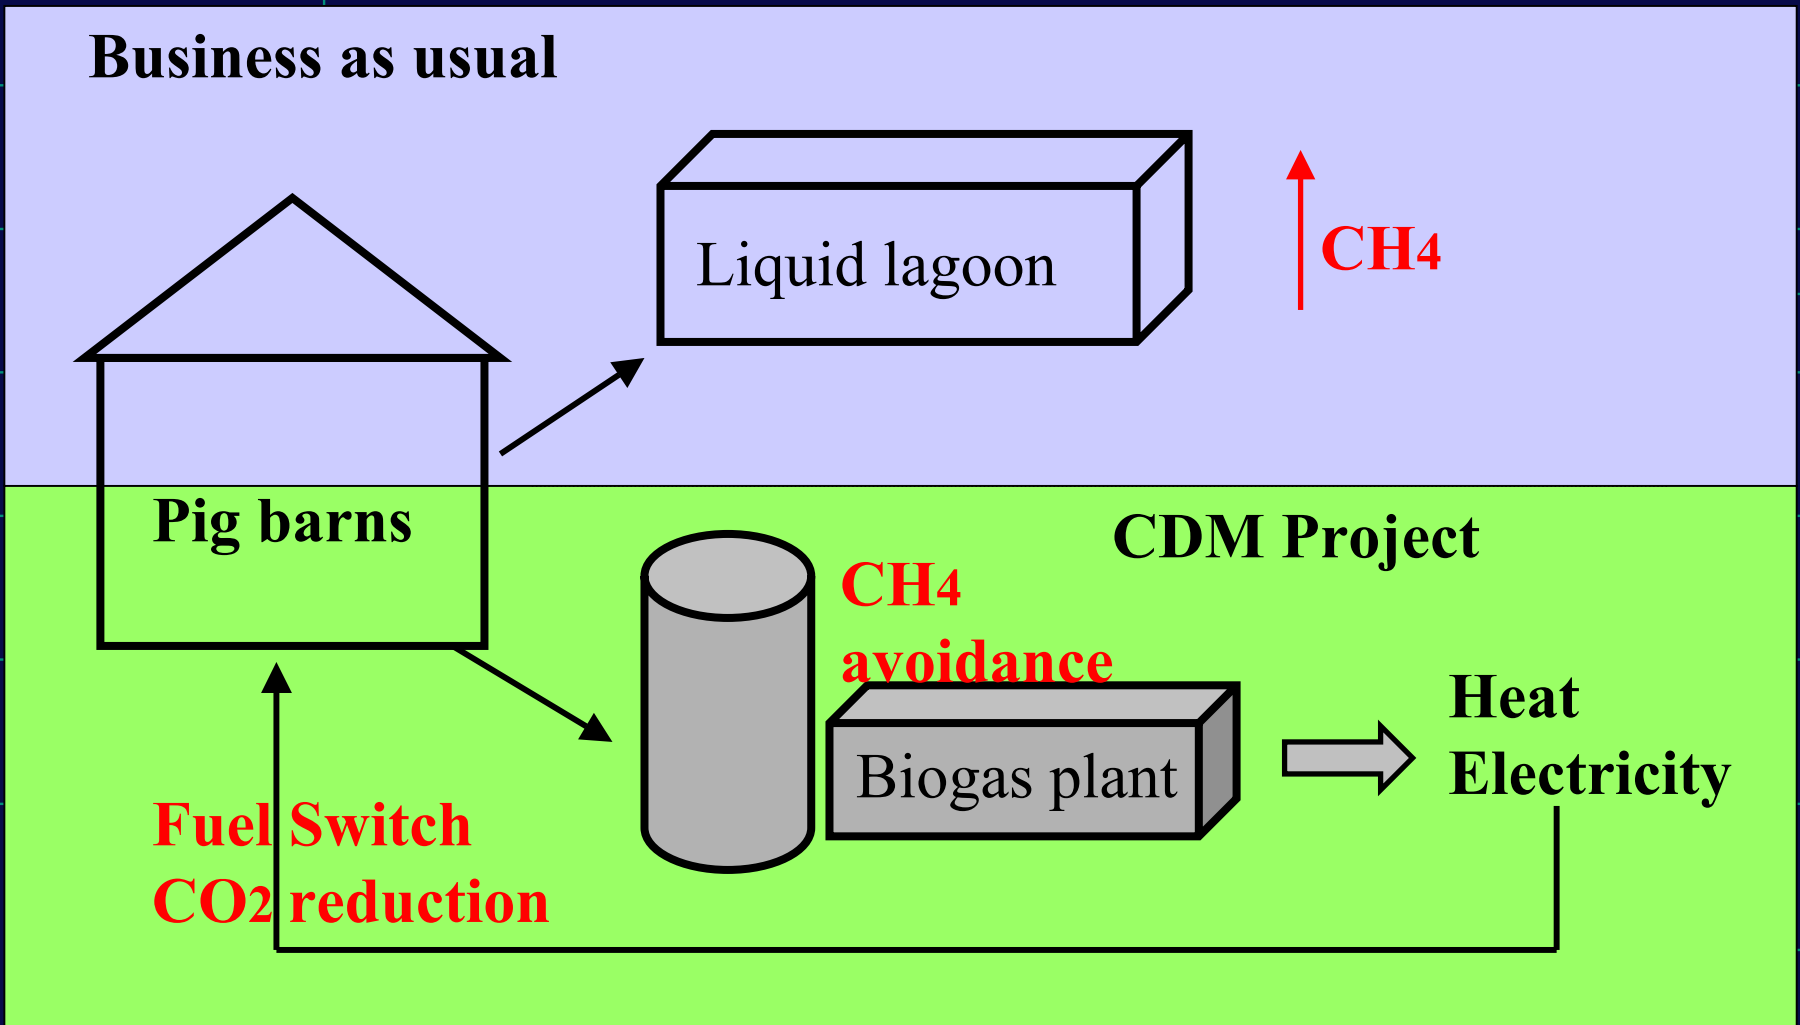 Business as usual
Liquid lagoon
CH4
Pig barns
CDM Project
CH4
avoidance
Biogas plant
Heat
Electricity
Fuel Switch
CO2 reduction